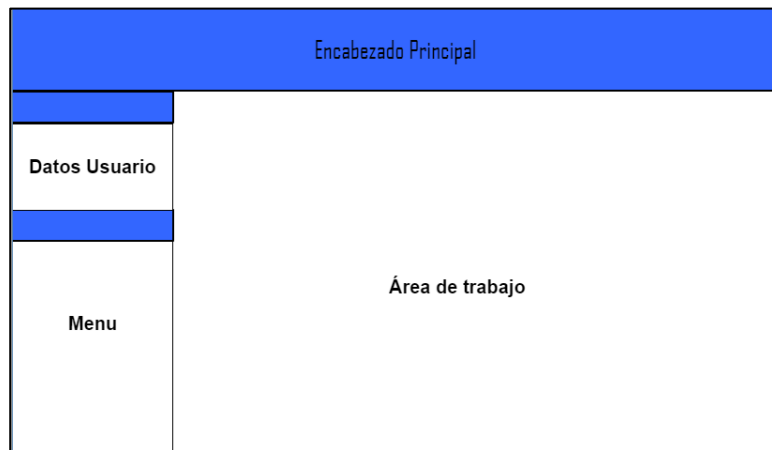 Encabezado Principal
Datos Usuario
Área de trabajo
Menu